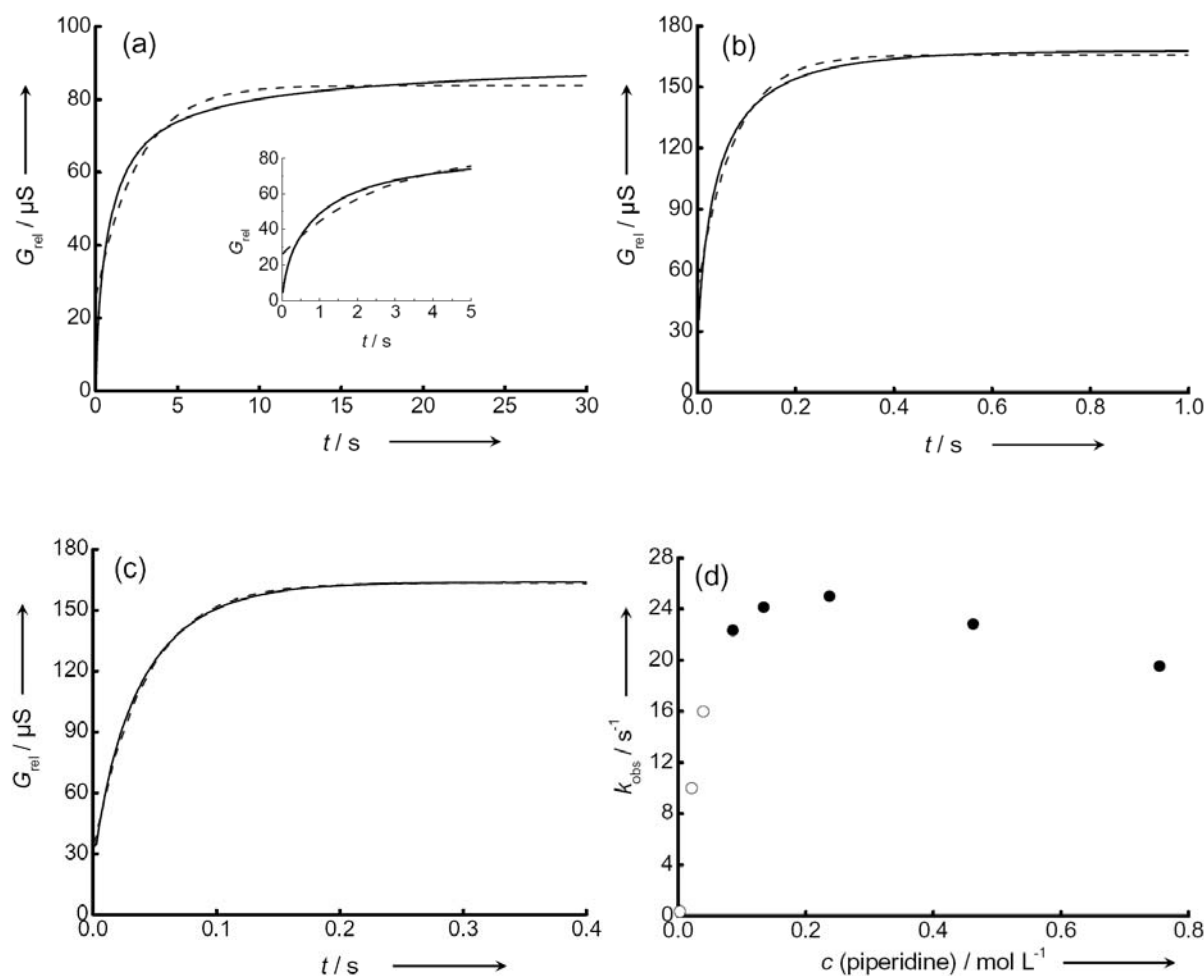 (a)
G_rel / µS
100
80
60
40
20
0
0 5 10 15 20 25 30
t / s
G_rel
80
60
40
20
0
0 1 2 3 4 5
t / s
(b)
G_rel / µS
180
150
120
90
60
30
0
0.0 0.2 0.4 0.6 0.8 1.0
t / s
(c)
G_rel / µS
180
150
120
90
60
30
0
0.0 0.1 0.2 0.3 0.4
t / s
(d)
k_obs / s⁻¹
28
24
20
16
12
8
4
0
0.0 0.2 0.4 0.6 0.8
c (piperidine) / mol L⁻¹